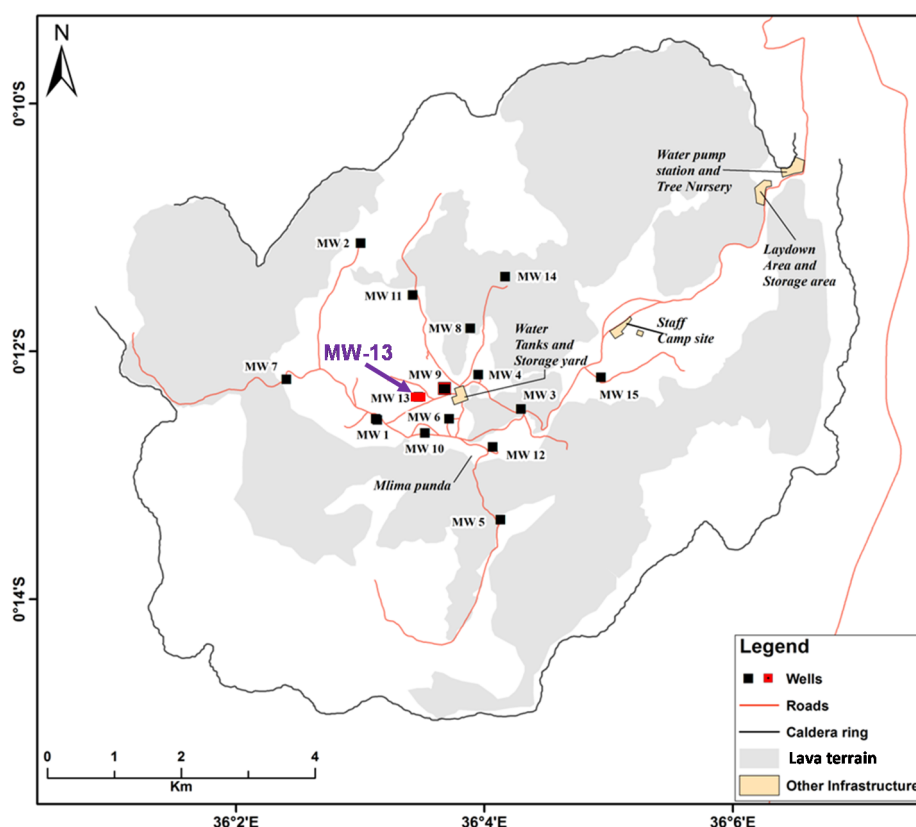 N
0°10'S
0°12'S
0°14'S
Water pump
station and
Tree Nursery
Laydown
Area and
Storage area
MW 2
MW 14
MW 11
MW 8
Water
Tanks and
Storage yard
Staff
Camp site
MW-13
MW 7
MW 9
MW 4
MW 13
MW 3
MW 15
MW 6
MW 1
MW 10
MW 12
Mlima punda
MW 5
Legend
Wells
Roads
Caldera ring
Lava terrain
Other Infrastructure
0 1 2 4
Km
36°2'E
36°4'E
36°6'E